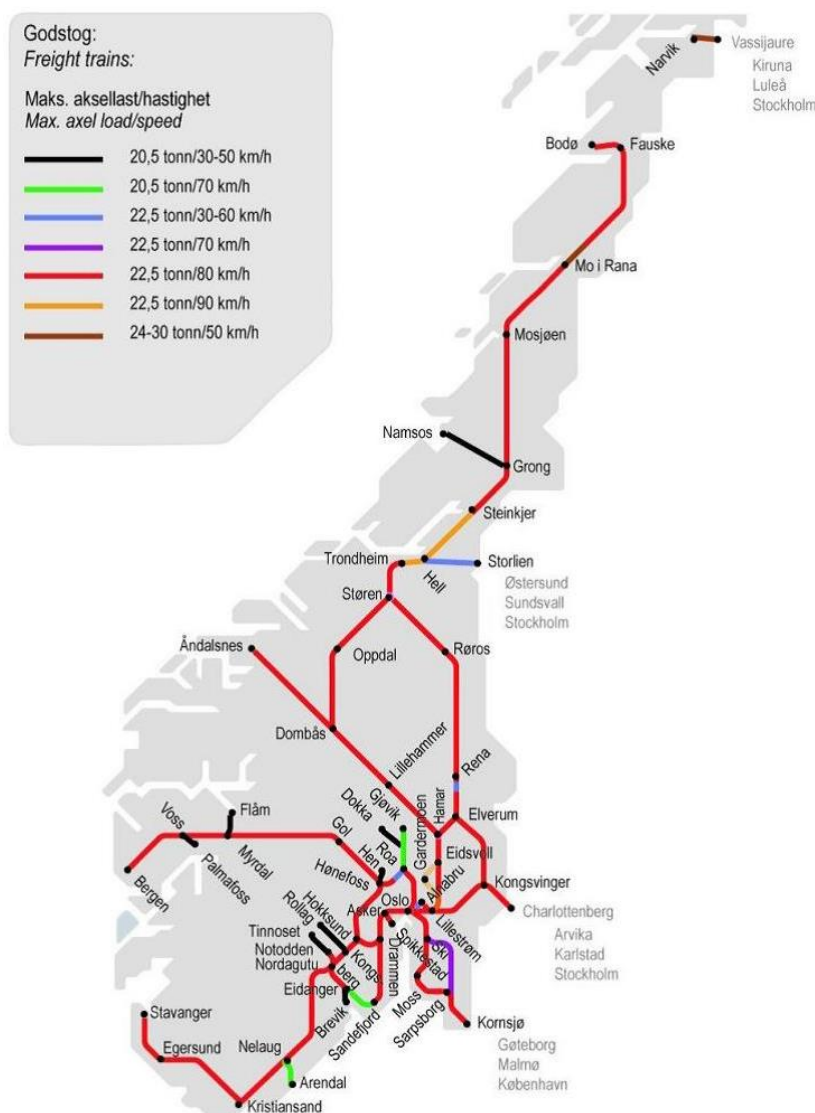 Godstog:
Freight trains:
Maks. aksellast/hastighet
Max. axel load/speed
20,5 tonn/30-50 km/h
20,5 tonn/70 km/h
22,5 tonn/30-60 km/h
22,5 tonn/70 km/h
22,5 tonn/80 km/h
22,5 tonn/90 km/h
24-30 tonn/50 km/h
Narvik
Vassijaure
Kiruna
Luleå
Stockholm
Bodø
Fauske
Mo i Rana
Mosjøen
Namsos
Grong
Steinkjer
Trondheim
Hell
Storlien
Østersund
Sundsvall
Stockholm
Støren
Åndalsnes
Oppdal
Røros
Dombås
Lillehammer
Rena
Hamar
Elverum
Gjøvik
Dokka
Gardermoen
Eidsvoll
Flåm
Voss
Palmafoss
Myrdal
Gol
Roa
Hen
Hønefoss
Alnabru
Kongsvinger
Bergen
Charlottenberg
Arvika
Karlstad
Stockholm
Oslo
Asker
Lillestrøm
Hokksund
Rollag
Tinnoset
Notodden
Nordagutu
Kongs-
berg
Drammen
Spikkestad
Ski
Eidanger
Brevik
Sandefjord
Moss
Sarpsborg
Kornsjø
Gøteborg
Malmø
København
Stavanger
Egersund
Nelaug
Arendal
Kristiansand